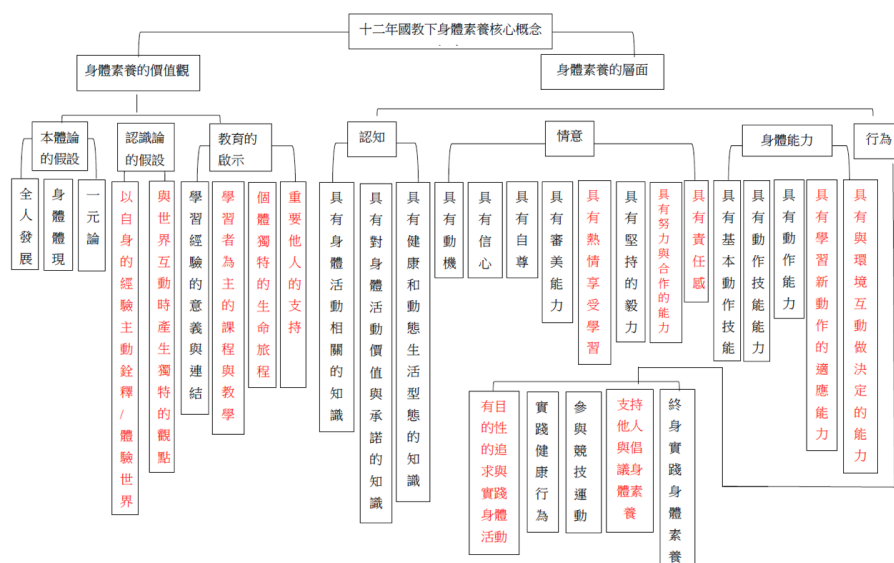 十二年國教下身體素養核心概念
身體素養的價值觀
身體素養的層面
本體論
的假設
認識論
的假設
教育的
啟示
認知
情意
身體能力
行為
全人發展
身體體現
一元論
以自身的經驗主動詮釋/體驗世界
與世界互動時產生獨特的觀點
學習經驗的意義與連結
學習者為主的課程與教學
個體獨特的生命旅程
重要他人的支持
具有身體活動相關的知識
具有對身體活動價值與承諾的知識
具有健康和動態生活型態的知識
具有動機
具有信心
具有自尊
具有審美能力
具有熱情享受學習
具有堅持的毅力
具有努力與合作的能力
具有責任感
具有基本動作技能
具有動作技能能力
具有動作能力
具有學習新動作的適應能力
具有與環境互動做決定的能力
有目的性的追求與實踐身體活動
實踐健康行為
參與競技運動
支持他人與倡議身體素養
終身實踐身體素養